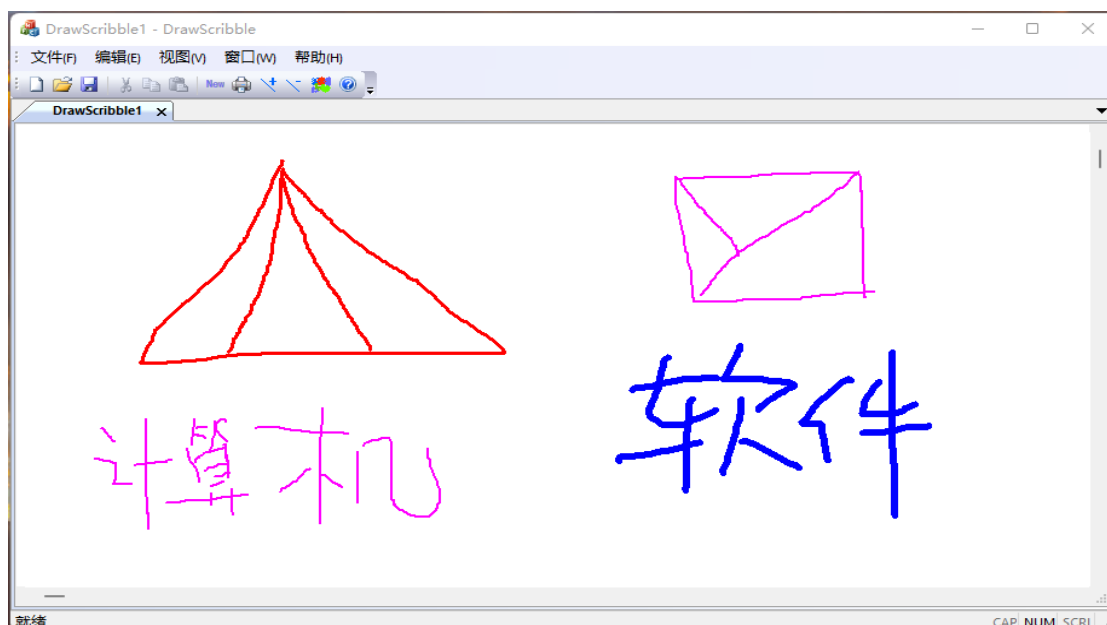 DrawScribble1 - DrawScribble
文件(F) 编辑(E) 视图(V) 窗口(W) 帮助(H)
New
DrawScribble1
计算机
软件
就绪
CAP NUM SCRL